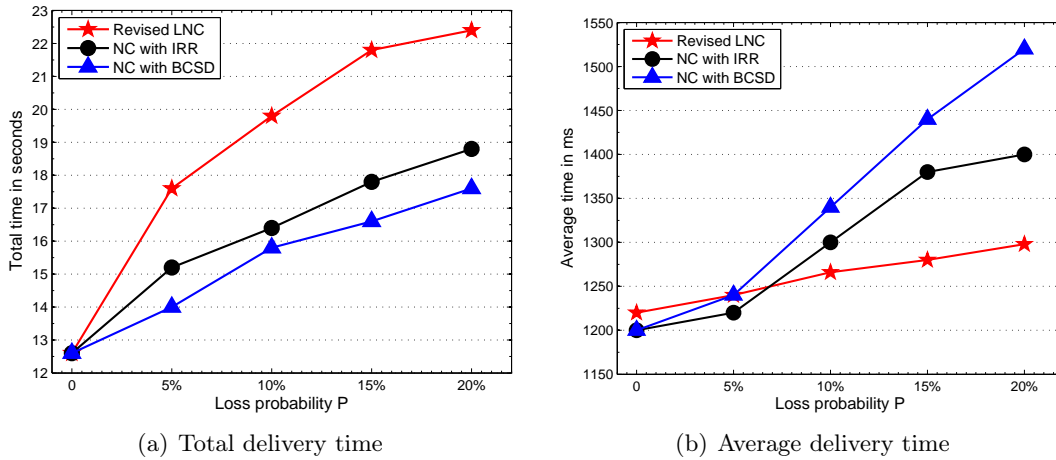 Total time in seconds
23
22
21
20
19
18
17
16
15
14
13
12
Revised LNC
NC with IRR
NC with BCSD
0 5% 10% 15% 20%
Loss probability P
(a) Total delivery time
Average time in ms
1550
1500
1450
1400
1350
1300
1250
1200
1150
Revised LNC
NC with IRR
NC with BCSD
0 5% 10% 15% 20%
Loss probability P
(b) Average delivery time